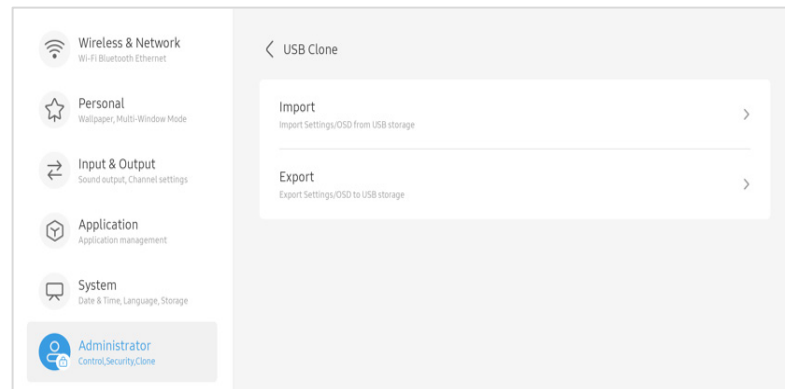 Wireless & Network
Wi-Fi Bluetooth Ethernet
Personal
Wallpaper, Multi-Window Mode
Input & Output
Sound output, Channel settings
Application
Application management
System
Date & Time, Language, Storage
Administrator
Control,Security,Clone
USB Clone
Import
Import Settings/OSD from USB storage
Export
Export Settings/OSD to USB storage